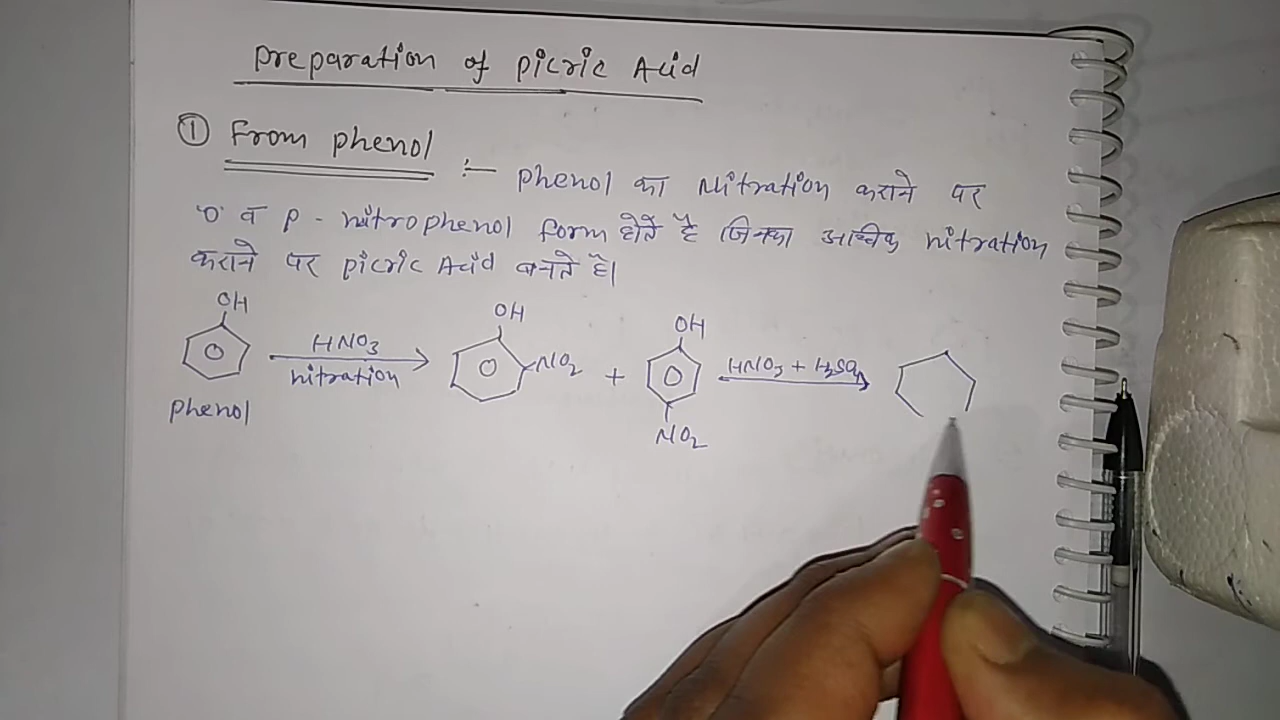 Preparation of Picric Acid
① From phenol :- phenol का Nitration कराने पर
'O' व P - nitrophenol form होते है जिनका अधिक nitration
कराने पर picric Acid बनते है।
OH
HNO3
nitration
phenol
OH
NO2
+
OH
NO2
HNO3 + H2SO4